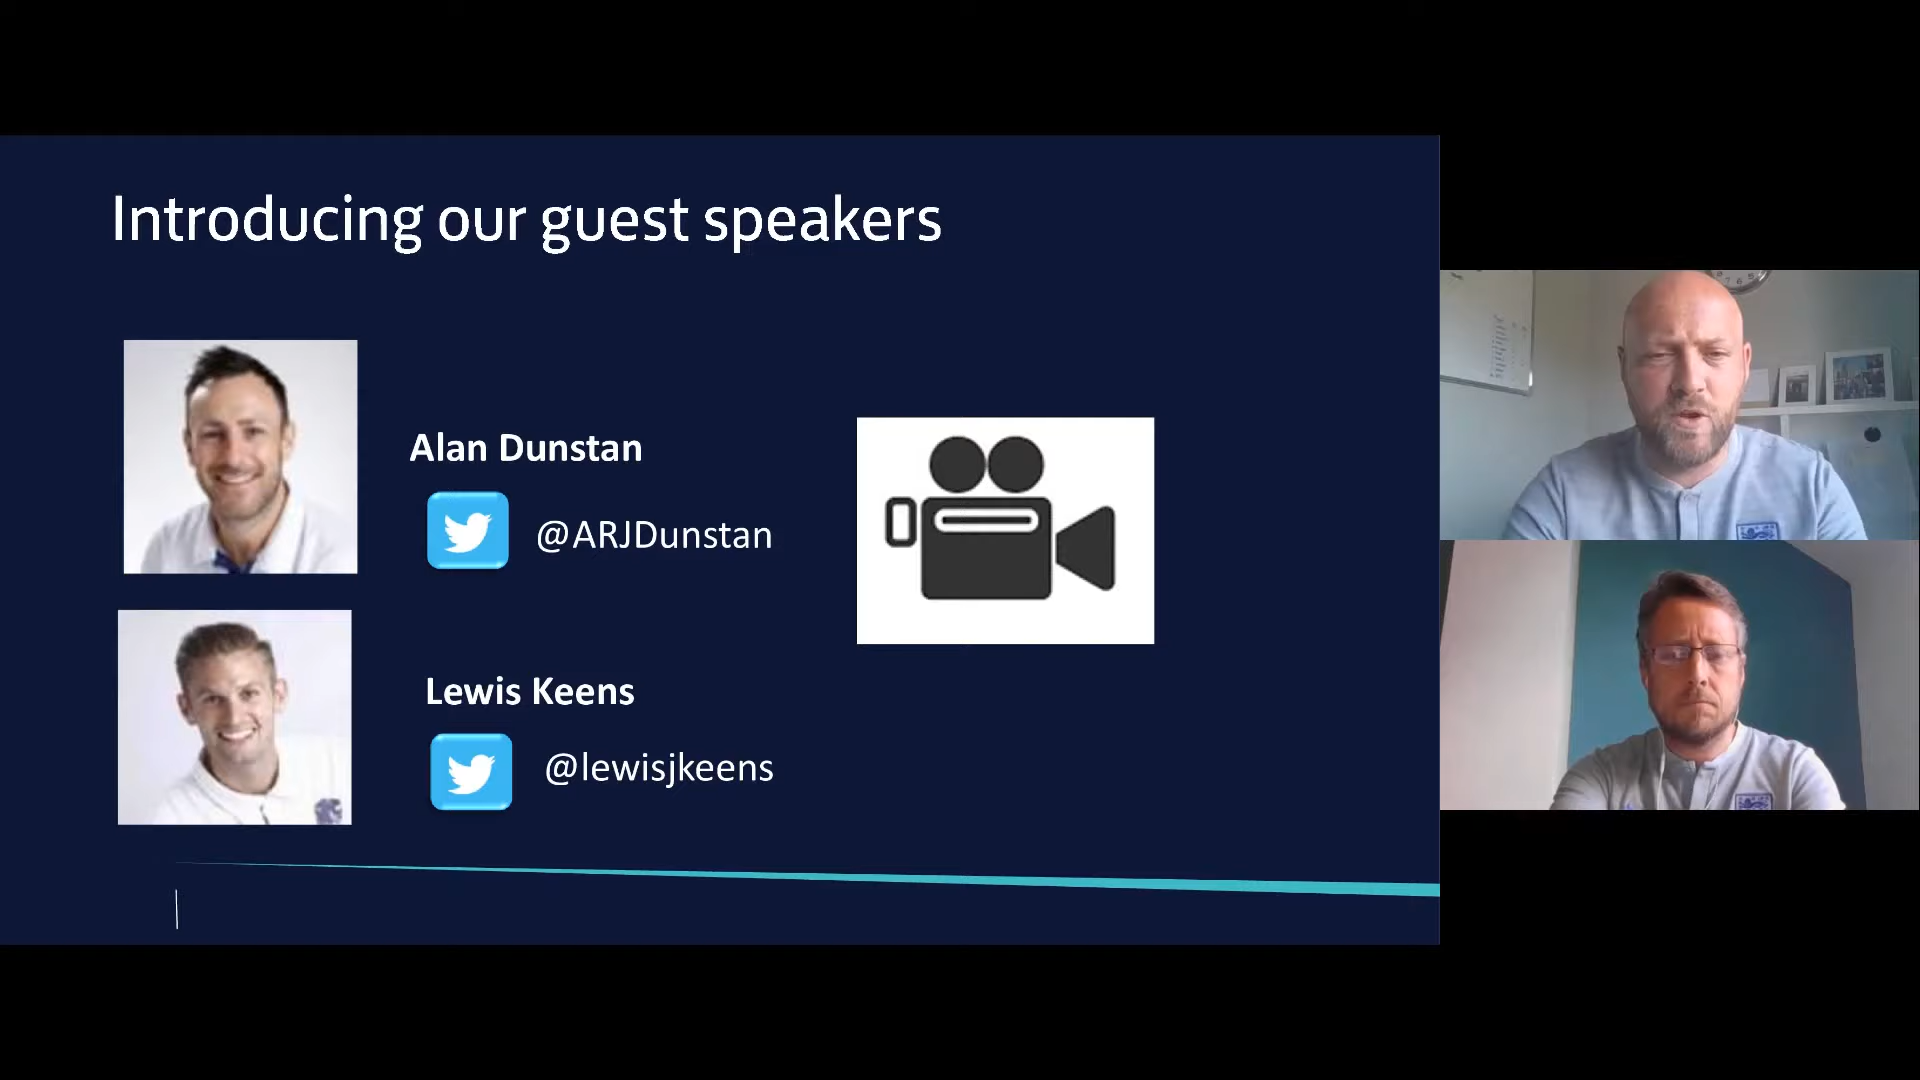 Introducing our guest speakers
Alan Dunstan
@ARJDunstan
Lewis Keens
@lewisjkeens